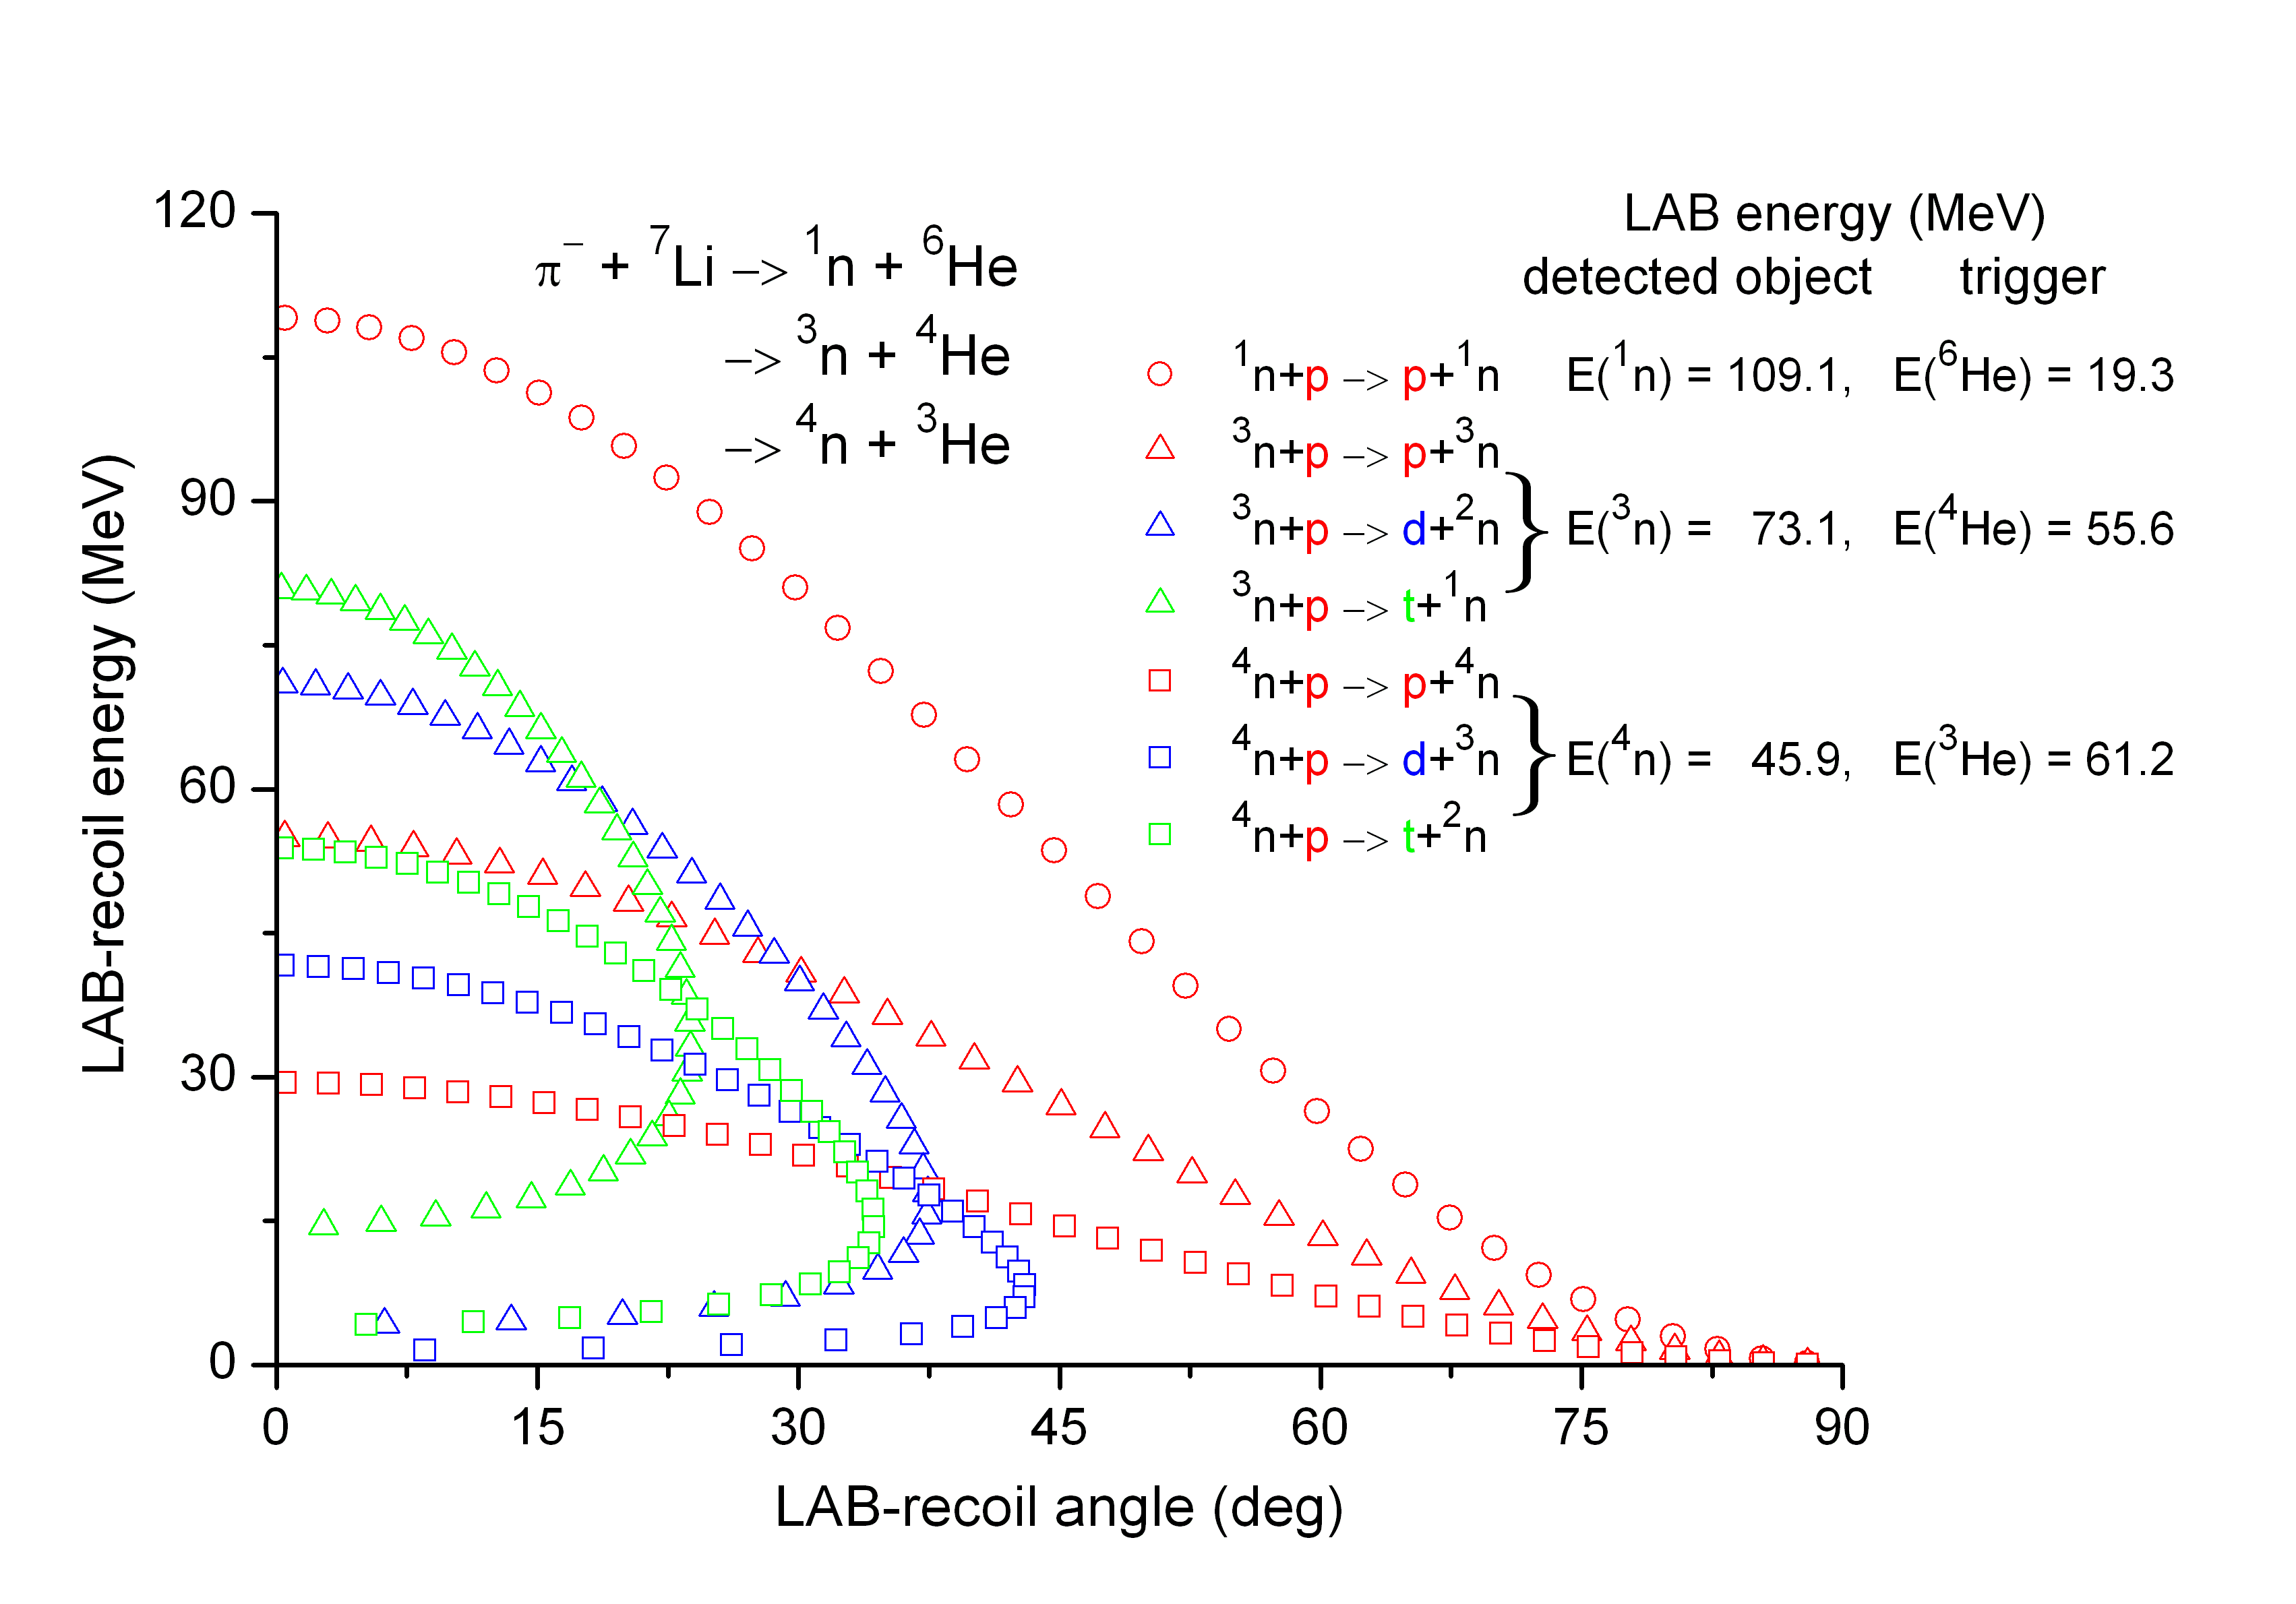 LAB energy (MeV)
detected object trigger
π⁻ + ⁷Li –> ¹n + ⁶He
–> ³n + ⁴He
–> ⁴n + ³He
¹n+p –> p+¹n E(¹n) = 109.1, E(⁶He) = 19.3
³n+p –> p+³n
³n+p –> d+²n } E(³n) = 73.1, E(⁴He) = 55.6
³n+p –> t+¹n
⁴n+p –> p+⁴n
⁴n+p –> d+³n } E(⁴n) = 45.9, E(³He) = 61.2
⁴n+p –> t+²n
LAB-recoil energy (MeV)
120
90
60
30
0
0 15 30 45 60 75 90
LAB-recoil angle (deg)